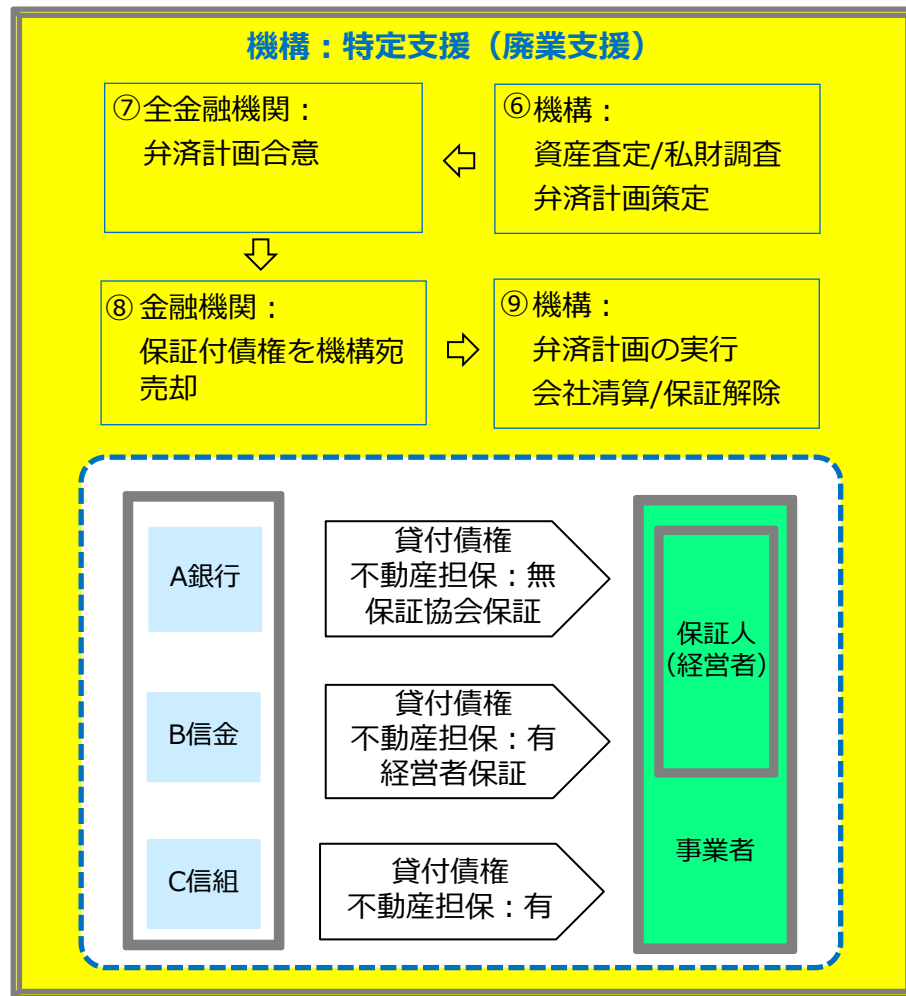 機構：特定支援（廃業支援）
⑥機構：
資産査定/私財調査
弁済計画策定
⑦全金融機関：
弁済計画合意
⑧金融機関：
保証付債権を機構宛
売却
⑨機構：
弁済計画の実行
会社清算/保証解除
A銀行
貸付債権
不動産担保：無
保証協会保証
B信金
貸付債権
不動産担保：有
経営者保証
C信組
貸付債権
不動産担保：有
保証人
（経営者）
事業者